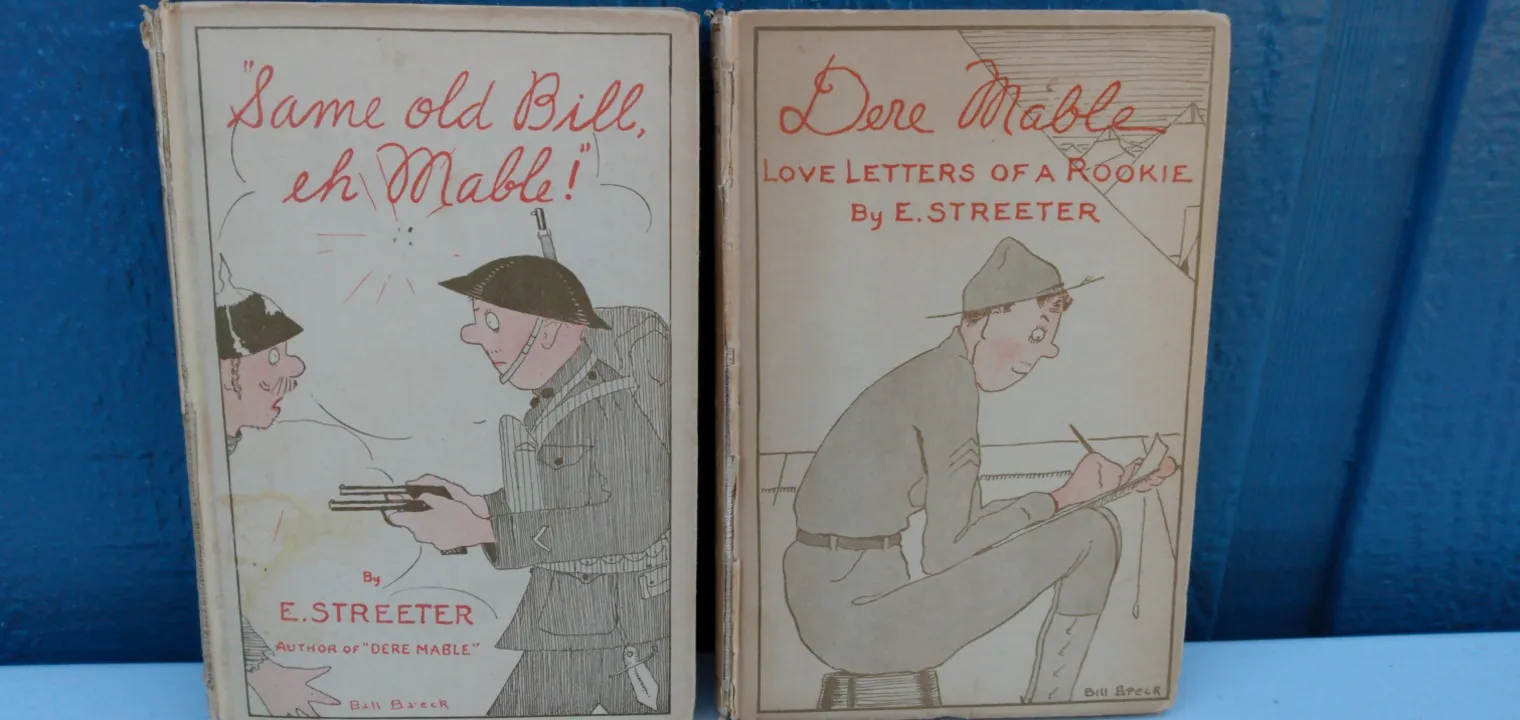 "Same old Bill,
eh Mable!"
By
E. STREETER
AUTHOR OF "DERE MABLE"
Bill Breck
Dere Mable
LOVE LETTERS OF A ROOKIE
By E. STREETER
Bill Breck